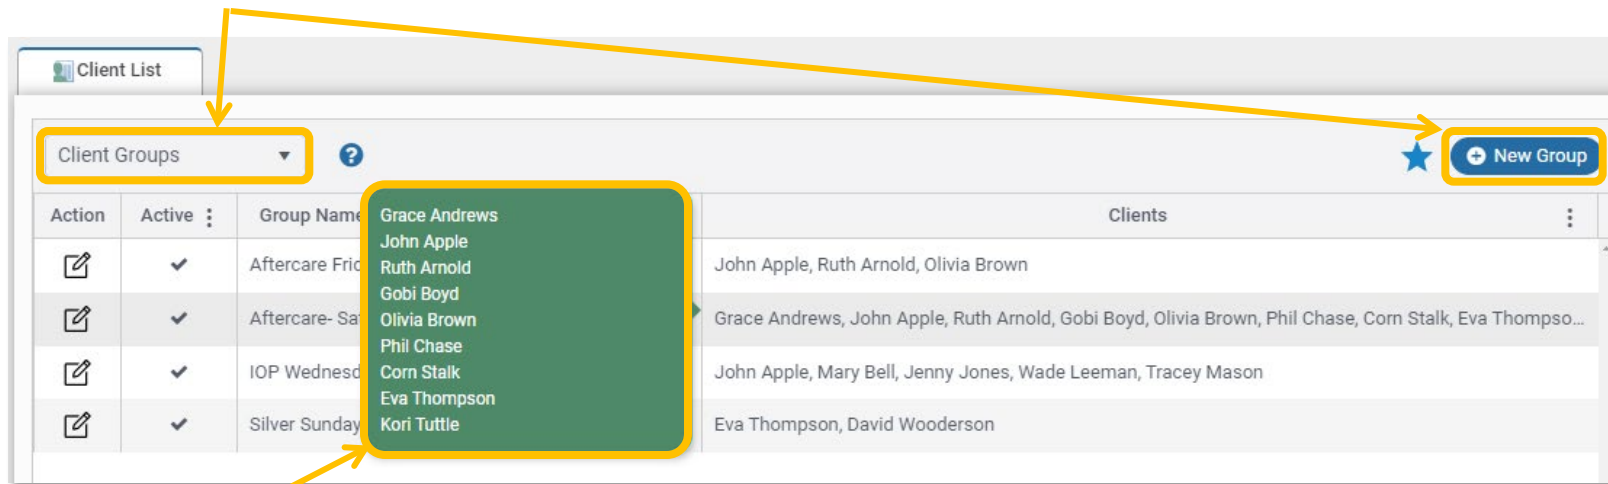 Client List
Client Groups
? New Group
Action Active Group Name Clients
Aftercare John Apple, Ruth Arnold, Olivia Brown
Aftercare- Grace Andrews, John Apple, Ruth Arnold, Gobi Boyd, Olivia Brown, Phil Chase, Corn Stalk, Eva Thompso...
IOP John Apple, Mary Bell, Jenny Jones, Wade Leeman, Tracey Mason
Silver Sunday Eva Thompson, David Wooderson
Grace Andrews
John Apple
Ruth Arnold
Gobi Boyd
Olivia Brown
Phil Chase
Corn Stalk
Eva Thompson
Kori Tuttle